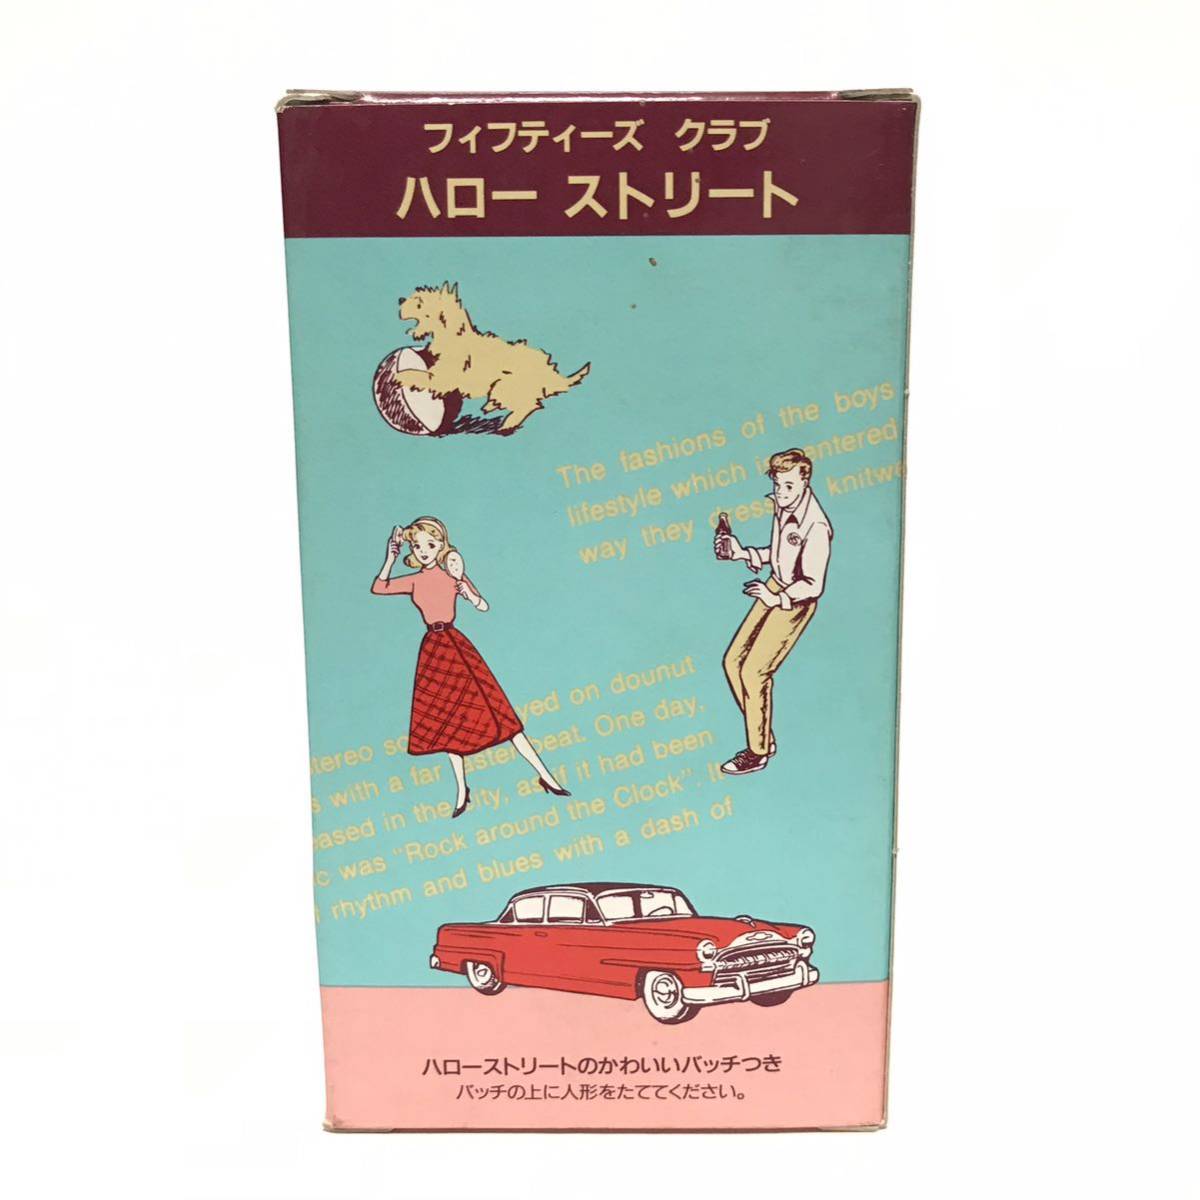 フィフティーズ クラブ
ハロー ストリート
The fashions of the boys
lifestyle which is centered
way they dress knitwe
yed on dounut
tereo so
s with a far faster beat. One day,
eased in the city, as if it had been
c was "Rock around the Clock". It
rhythm and blues with a dash of
ハローストリートのかわいいバッチつき
バッチの上に人形をたててください。